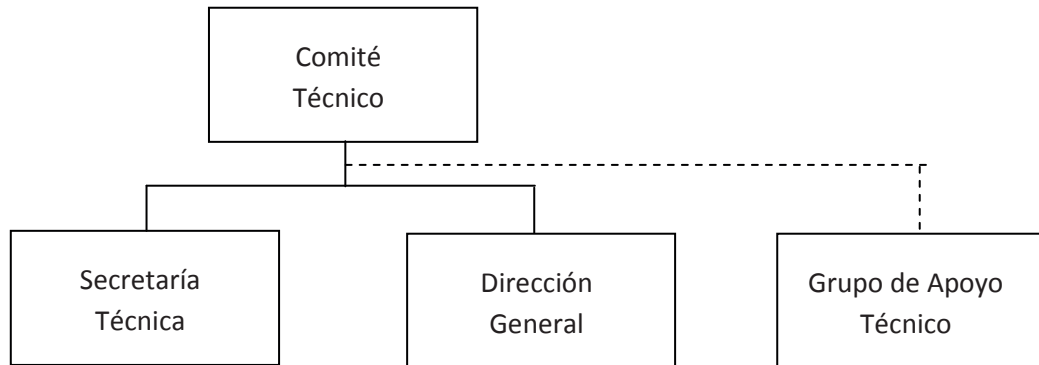 Comité
Técnico
Secretaría
Técnica
Dirección
General
Grupo de Apoyo
Técnico